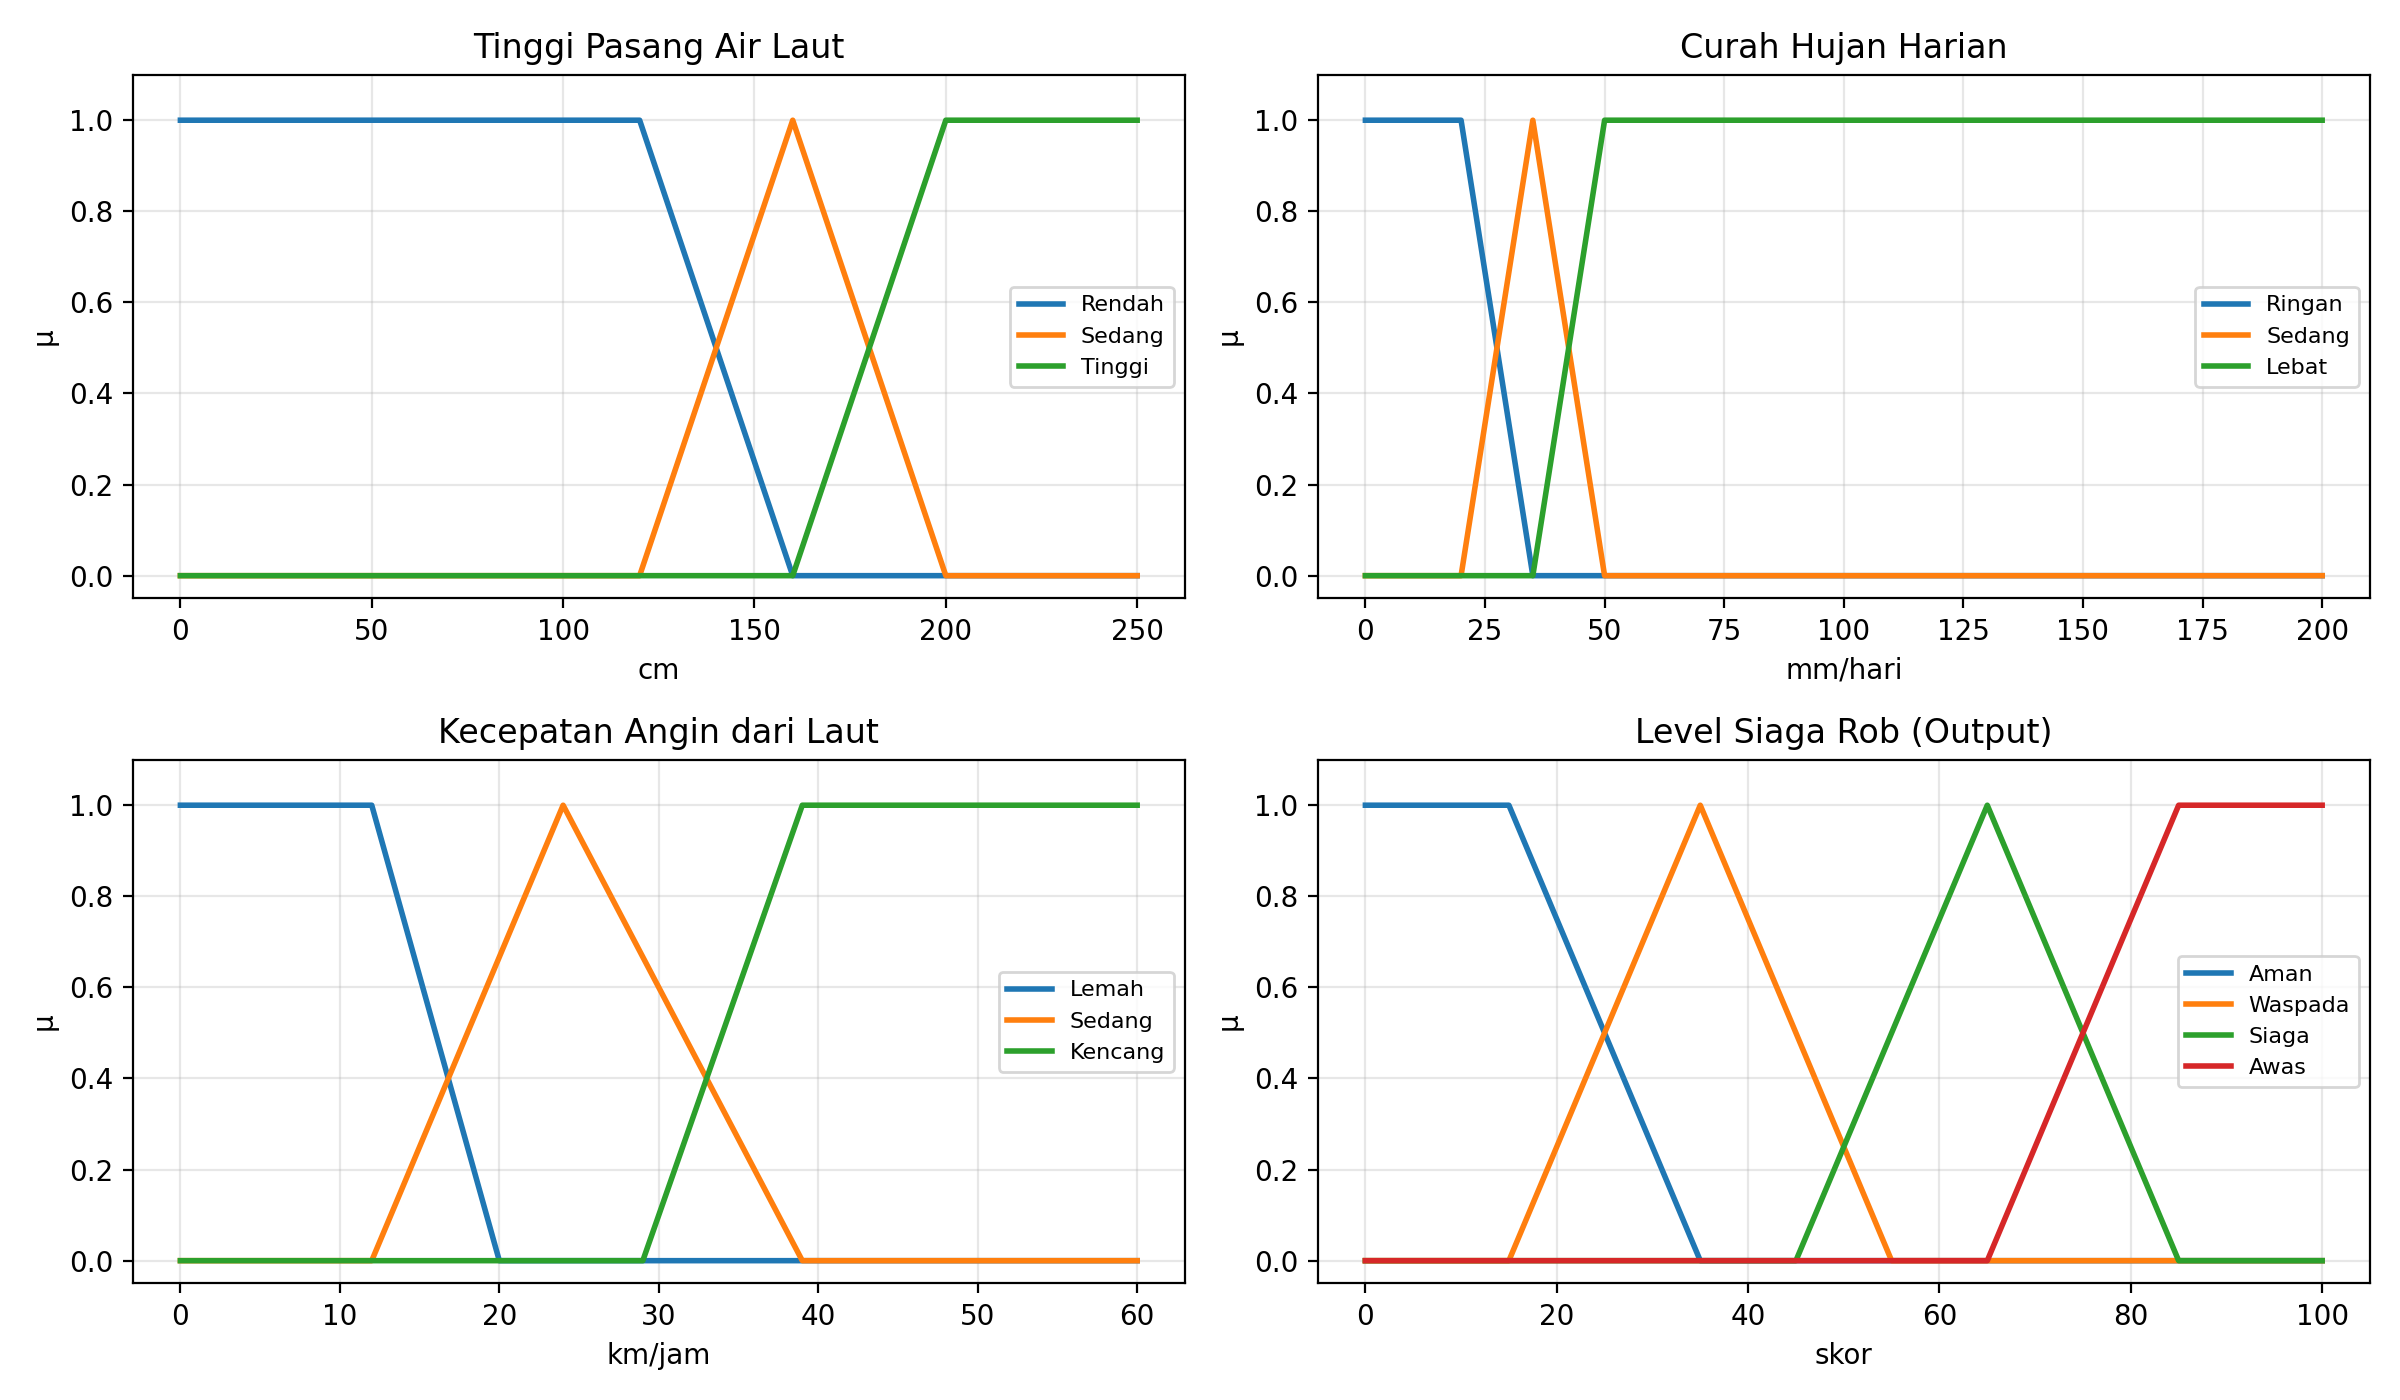 Tinggi Pasang Air Laut
1.0
0.8
0.6
0.4
0.2
0.0
μ
Rendah
Sedang
Tinggi
0 50 100 150 200 250
cm
Curah Hujan Harian
1.0
0.8
0.6
0.4
0.2
0.0
μ
Ringan
Sedang
Lebat
0 25 50 75 100 125 150 175 200
mm/hari
Kecepatan Angin dari Laut
1.0
0.8
0.6
0.4
0.2
0.0
μ
Lemah
Sedang
Kencang
0 10 20 30 40 50 60
km/jam
Level Siaga Rob (Output)
1.0
0.8
0.6
0.4
0.2
0.0
μ
Aman
Waspada
Siaga
Awas
0 20 40 60 80 100
skor